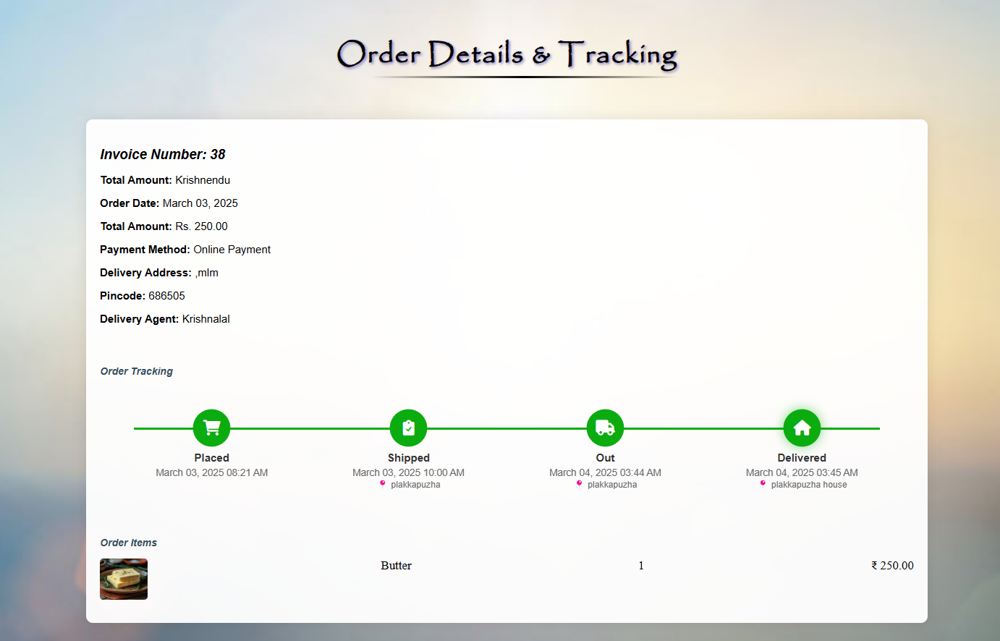 Order Details & Tracking
Invoice Number: 38
Total Amount: Krishnendu
Order Date: March 03, 2025
Total Amount: Rs. 250.00
Payment Method: Online Payment
Delivery Address: ,mlm
Pincode: 686505
Delivery Agent: Krishnalal
Order Tracking
Placed Shipped Out Delivered
March 03, 2025 08:21 AM March 03, 2025 10:00 AM March 04, 2025 03:44 AM March 04, 2025 03:45 AM
plakkapuzha plakkapuzha plakkapuzha house
Order Items
Butter 1 ₹ 250.00